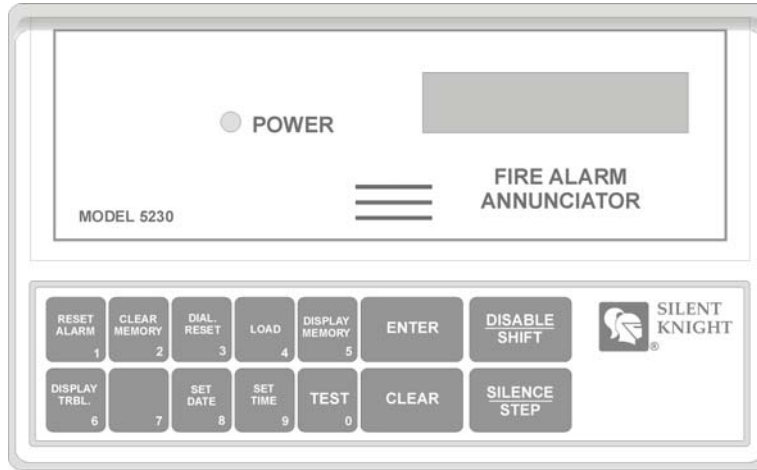 POWER
FIRE ALARM
ANNUNCIATOR
MODEL 5230
RESET
ALARM
1
CLEAR
MEMORY
2
DIAL.
RESET
3
LOAD
4
DISPLAY
MEMORY
5
ENTER
DISABLE
SHIFT
SILENT
KNIGHT
®
DISPLAY
TRBL.
6
7
SET
DATE
8
SET
TIME
9
TEST
0
CLEAR
SILENCE
STEP